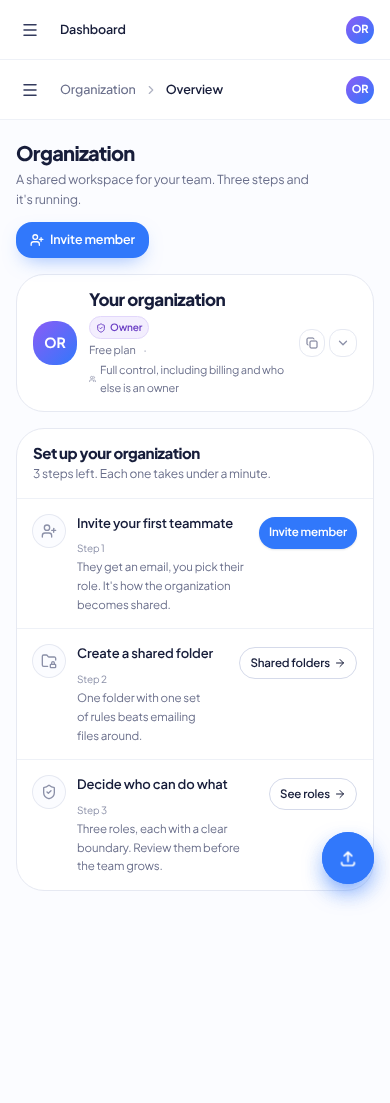 Dashboard
OR
Organization > Overview
OR
Organization
A shared workspace for your team. Three steps and
it's running.
Invite member
OR
Your organization
Owner
Free plan ·
Full control, including billing and who
else is an owner
Set up your organization
3 steps left. Each one takes under a minute.
Invite your first teammate
Invite member
Step 1
They get an email, you pick their
role. It's how the organization
becomes shared.
Create a shared folder
Shared folders →
Step 2
One folder with one set
of rules beats emailing
files around.
Decide who can do what
See roles →
Step 3
Three roles, each with a clear
boundary. Review them before
the team grows.